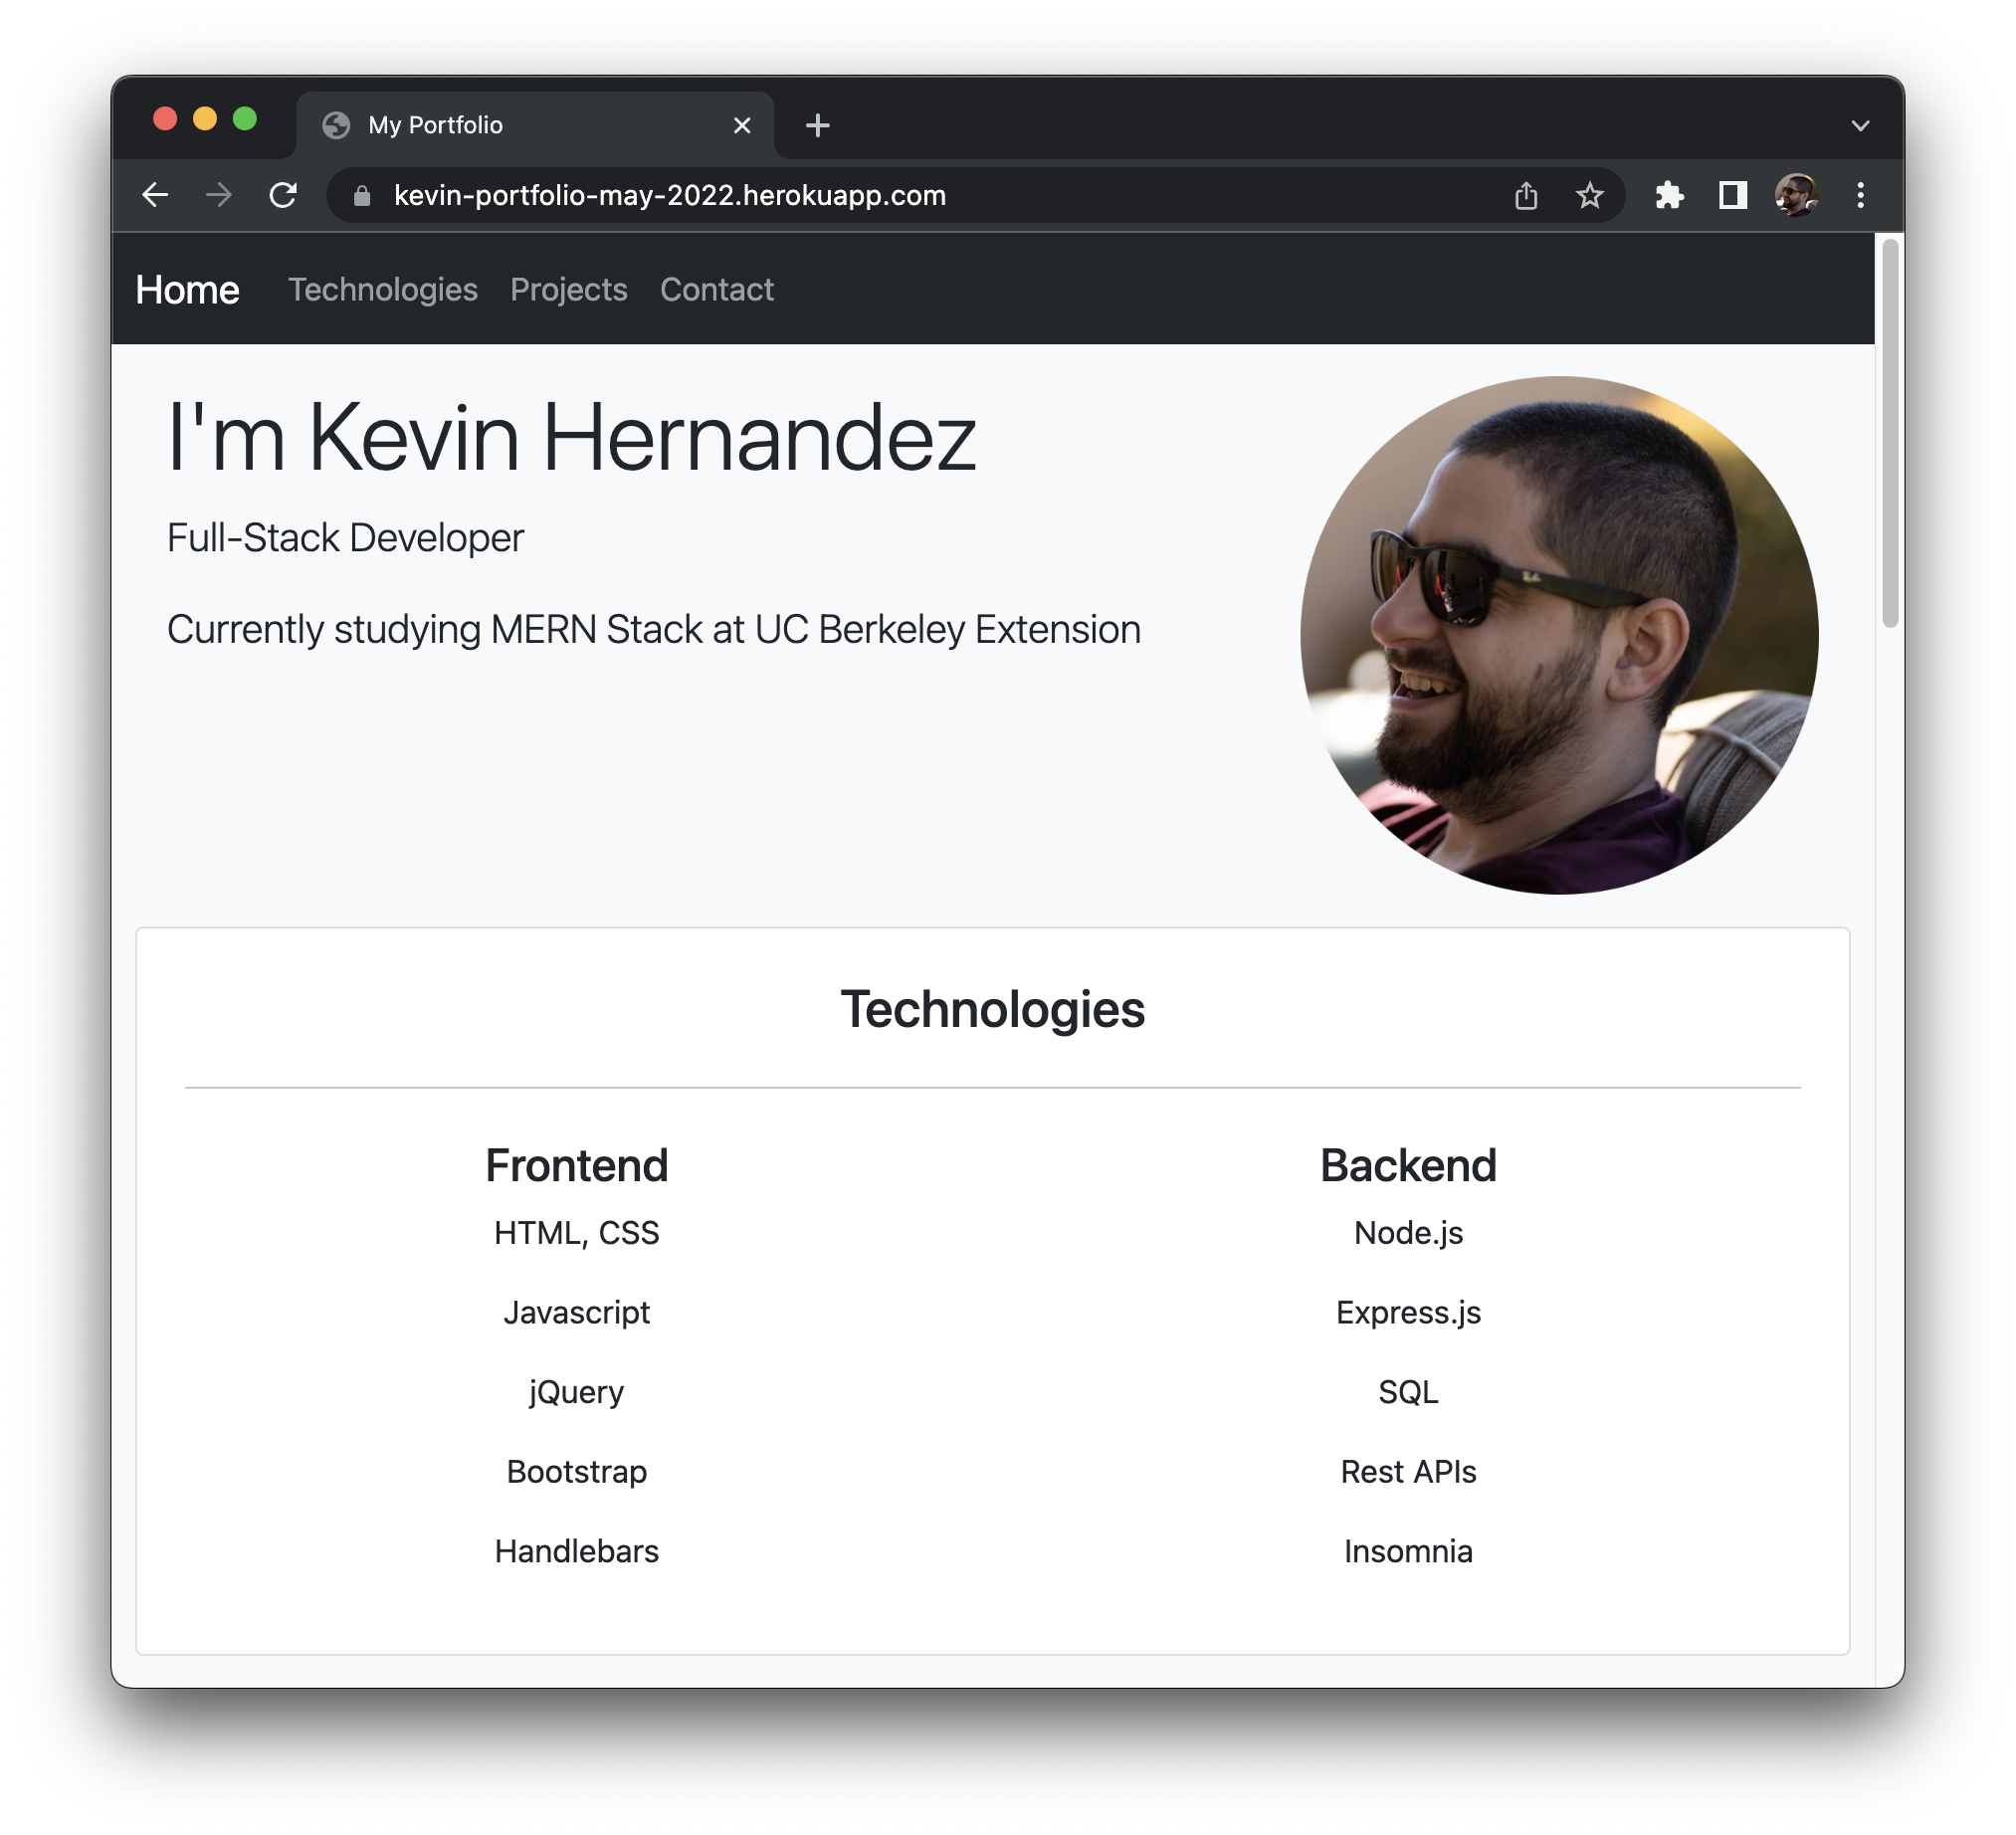 My Portfolio
kevin-portfolio-may-2022.herokuapp.com
Home Technologies Projects Contact
I'm Kevin Hernandez
Full-Stack Developer
Currently studying MERN Stack at UC Berkeley Extension
Technologies
Frontend
HTML, CSS
Javascript
jQuery
Bootstrap
Handlebars
Backend
Node.js
Express.js
SQL
Rest APIs
Insomnia